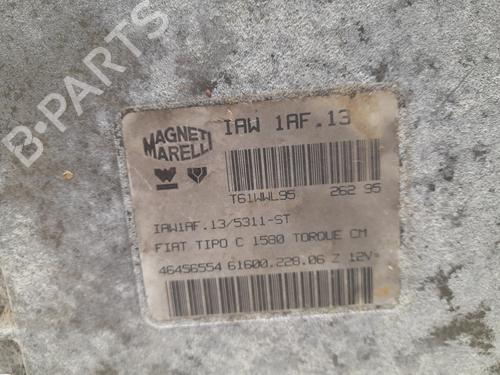 B-PARTS
MAGNETI MARELLI
IAW 1AF.13
T61WWL95 262 95
IAW1AF.13/5311-ST
FIAT TIPO C 1580 TORQUE CM
46456554 61600.228.06 Z 12V